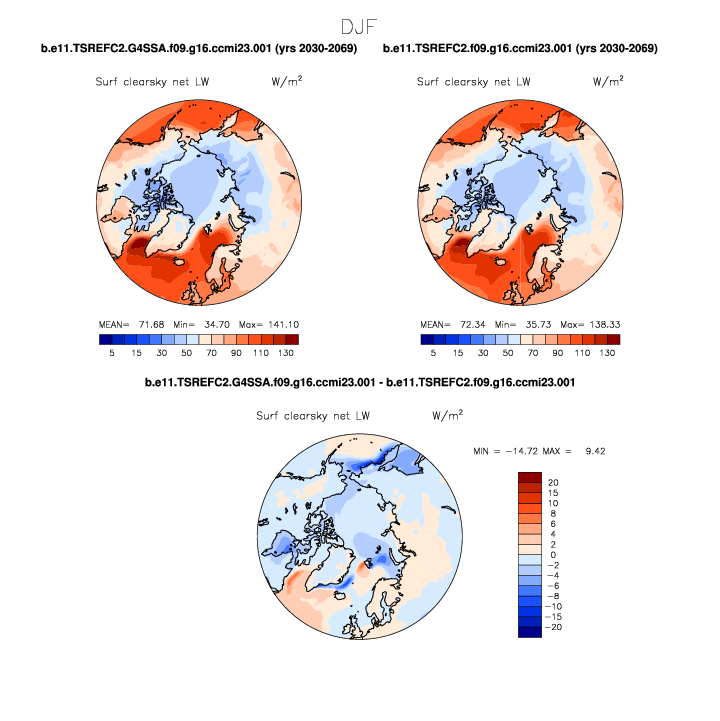 DJF
b.e11.TSREFC2.G4SSA.f09.g16.ccmi23.001 (yrs 2030-2069)
b.e11.TSREFC2.f09.g16.ccmi23.001 (yrs 2030-2069)
Surf clearsky net LW W/m²
Surf clearsky net LW W/m²
MEAN= 71.68 Min= 34.70 Max= 141.10
MEAN= 72.34 Min= 35.73 Max= 138.33
5 15 30 50 70 90 110 130
5 15 30 50 70 90 110 130
b.e11.TSREFC2.G4SSA.f09.g16.ccmi23.001 - b.e11.TSREFC2.f09.g16.ccmi23.001
Surf clearsky net LW W/m²
MIN = -14.72 MAX = 9.42
20
15
10
8
6
4
2
0
-2
-4
-6
-8
-10
-15
-20